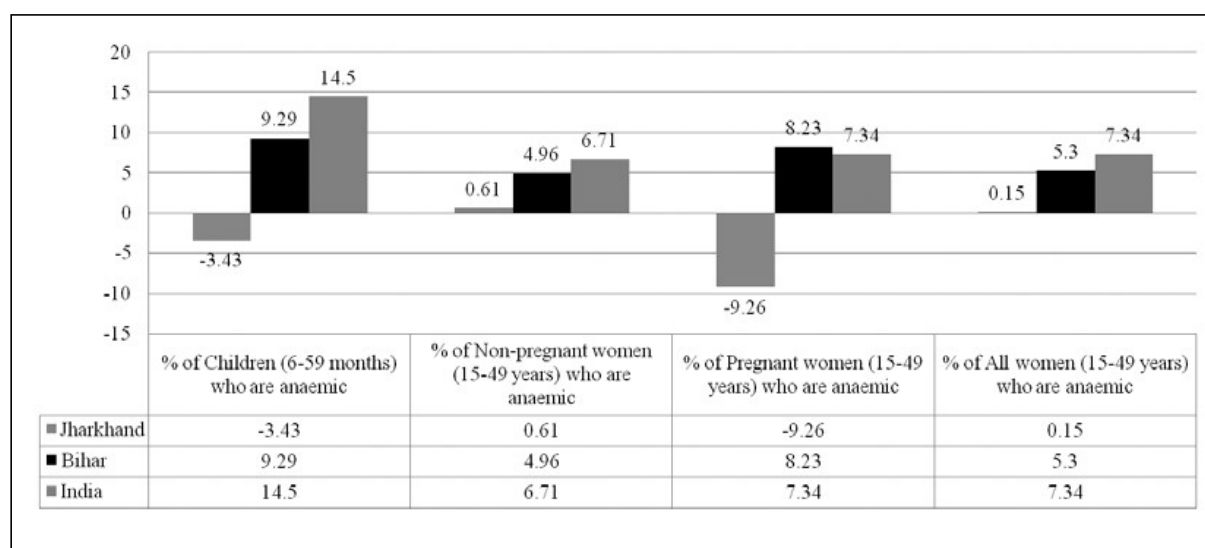 20
14.5
15
9.29
8.23
10
6.71
7.34
7.34
4.96
5.3
5
0.61
0.15
0
-3.43
-5
-9.26
-10
-15
% of Children (6-59 months)
who are anaemic
% of Non-pregnant women
(15-49 years) who are
anaemic
% of Pregnant women (15-49
years) who are anaemic
% of All women (15-49 years)
who are anaemic
Jharkhand -3.43 0.61 -9.26 0.15
Bihar 9.29 4.96 8.23 5.3
India 14.5 6.71 7.34 7.34